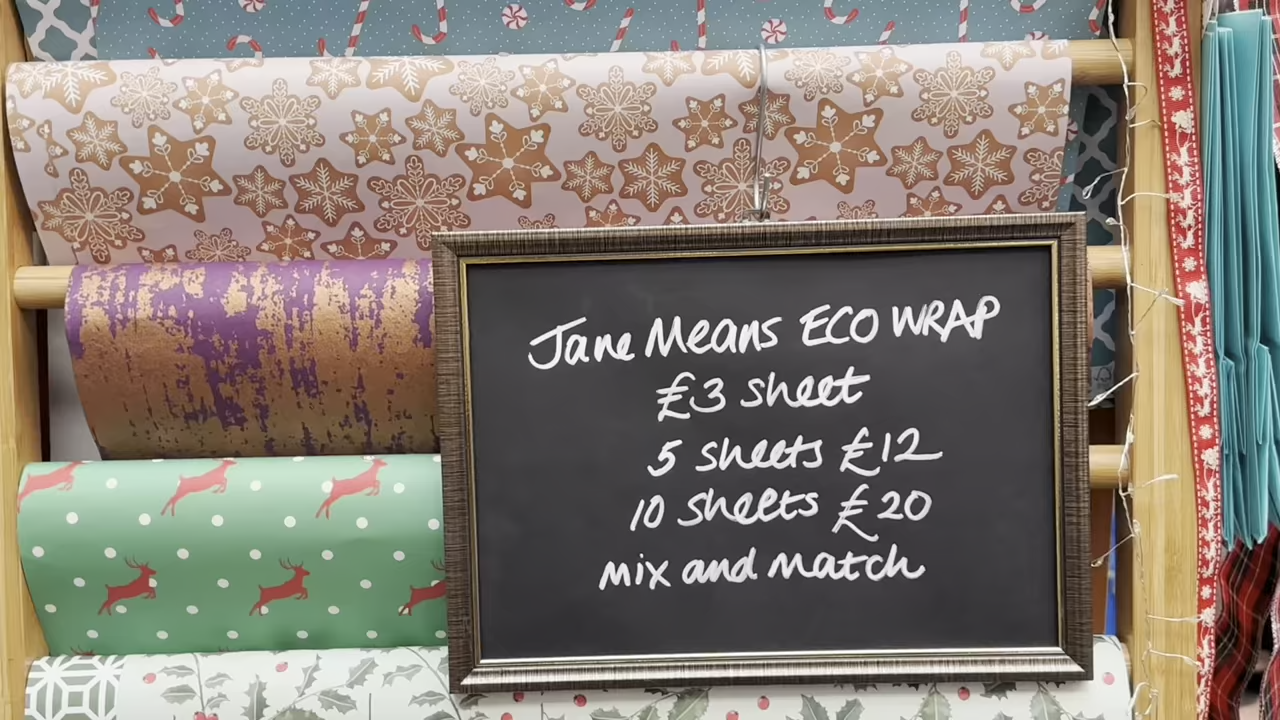 Jane Means ECO WRAP
£3 sheet
5 sheets £12
10 sheets £20
mix and match